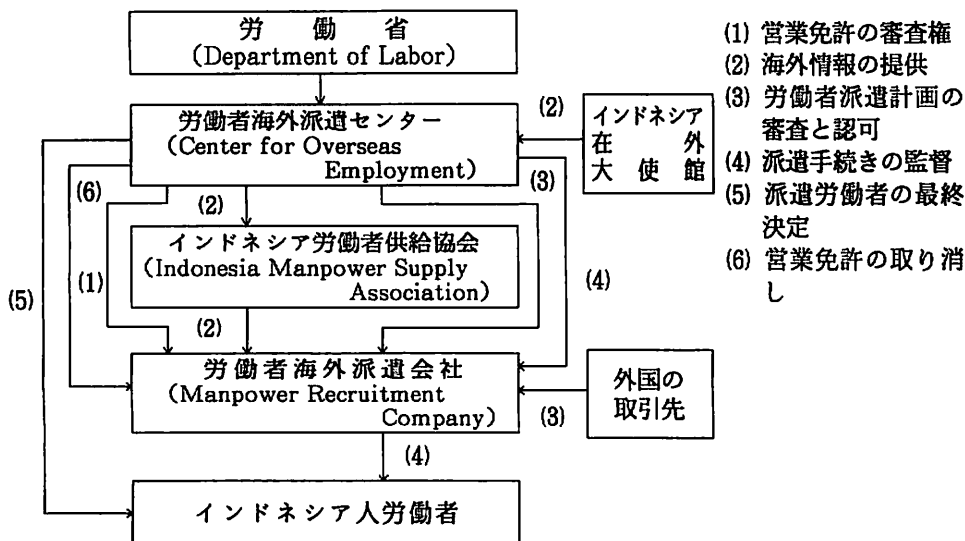 労働省
(Department of Labor)
労働者海外派遣センター
(Center for Overseas
Employment)
(2)
インドネシア
在外
大使館
(6)
(2)
(3)
インドネシア労働者供給協会
(Indonesia Manpower Supply
Association)
(5)
(1)
(4)
(2)
労働者海外派遣会社
(Manpower Recruitment
Company)
(3)
外国の
取引先
(4)
インドネシア人労働者
(1) 営業免許の審査権
(2) 海外情報の提供
(3) 労働者派遣計画の
審査と認可
(4) 派遣手続きの監督
(5) 派遣労働者の最終
決定
(6) 営業免許の取り消
し